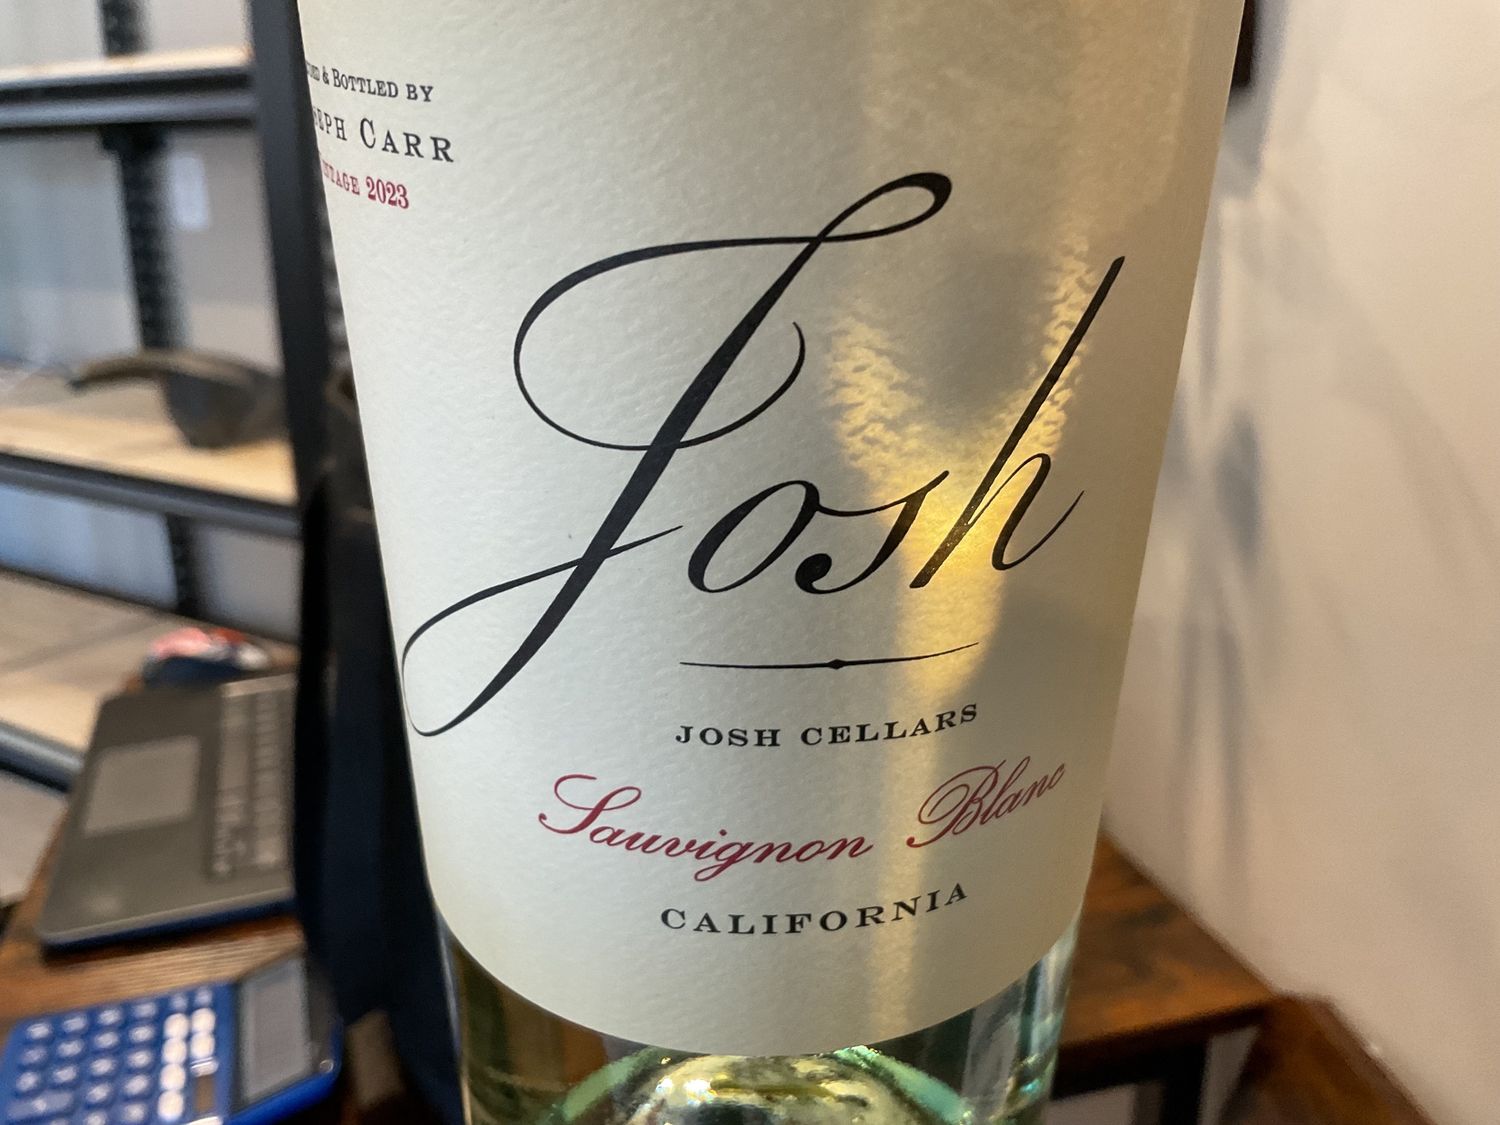 & BOTTLED BY
CARR
2023
Josh
JOSH CELLARS
Sauvignon Blanc
CALIFORNIA